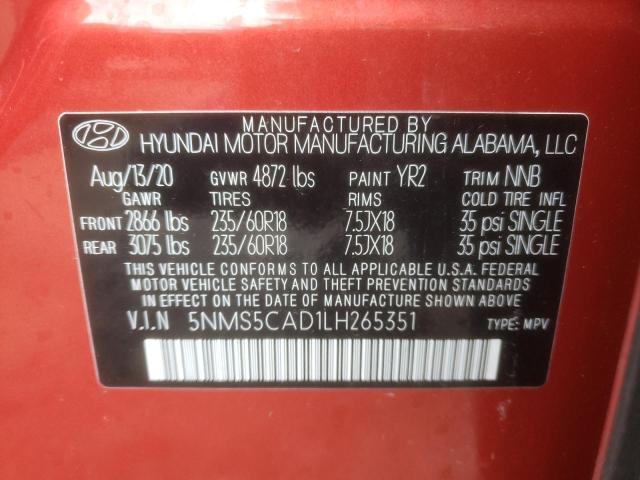 MANUFACTURED BY
HYUNDAI MOTOR MANUFACTURING ALABAMA, LLC
Aug/13/20 GVWR 4872 lbs PAINT YR2 TRIM NNB
GAWR TIRES RIMS COLD TIRE INFL
FRONT 2866 lbs 235/60R18 7.5JX18 35 psi SINGLE
REAR 3075 lbs 235/60R18 7.5JX18 35 psi SINGLE
THIS VEHICLE CONFORMS TO ALL APPLICABLE U.S.A. FEDERAL
MOTOR VEHICLE SAFETY AND THEFT PREVENTION STANDARDS
IN EFFECT ON THE DATE OF MANUFACTURE SHOWN ABOVE
V.I.N 5NMS5CAD1LH265351 TYPE: MPV